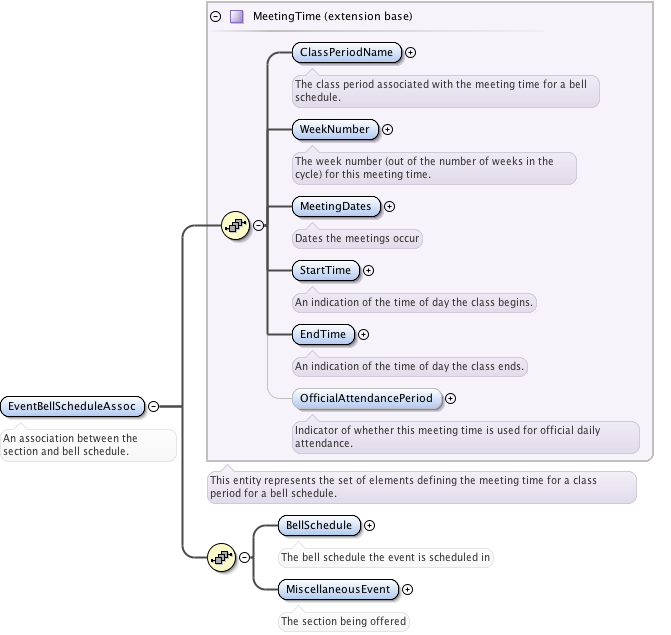 MeetingTime (extension base)
ClassPeriodName
The class period associated with the meeting time for a bell
schedule.
WeekNumber
The week number (out of the number of weeks in the
cycle) for this meeting time.
MeetingDates
Dates the meetings occur
StartTime
An indication of the time of day the class begins.
EndTime
An indication of the time of day the class ends.
OfficialAttendancePeriod
Indicator of whether this meeting time is used for official daily
attendance.
EventBellScheduleAssoc
An association between the
section and bell schedule.
This entity represents the set of elements defining the meeting time for a class
period for a bell schedule.
BellSchedule
The bell schedule the event is scheduled in
MiscellaneousEvent
The section being offered